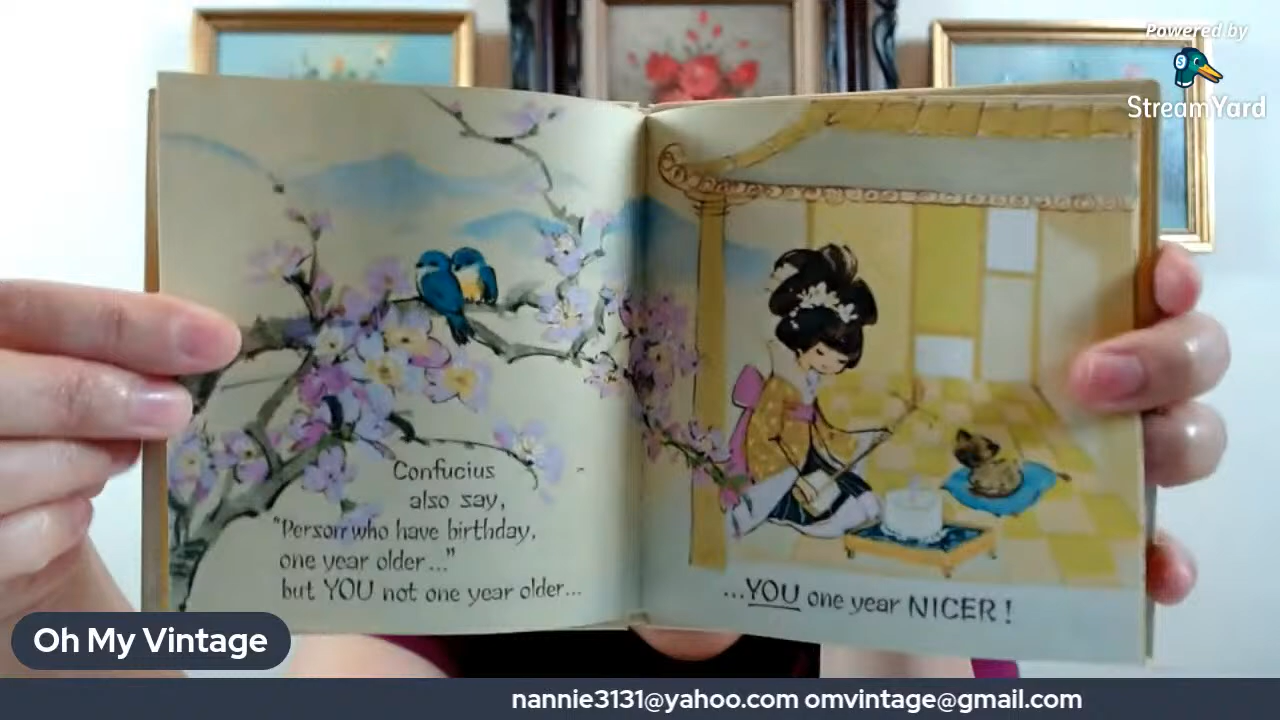 Powered by
StreamYard
Confucius
also say,
"Person who have birthday,
one year older..."
but YOU not one year older...
...YOU one year NICER!
Oh My Vintage
nannie3131@yahoo.com omvintage@gmail.com